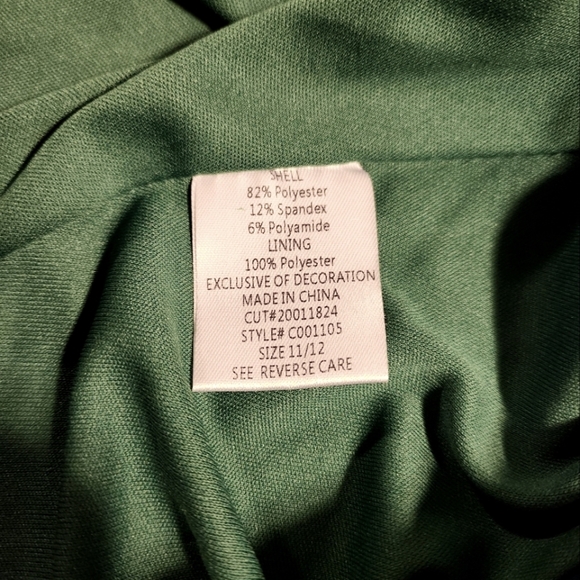 SHELL
82% Polyester
12% Spandex
6% Polyamide
LINING
100% Polyester
EXCLUSIVE OF DECORATION
MADE IN CHINA
CUT#20011824
STYLE# C001105
SIZE 11/12
SEE REVERSE CARE